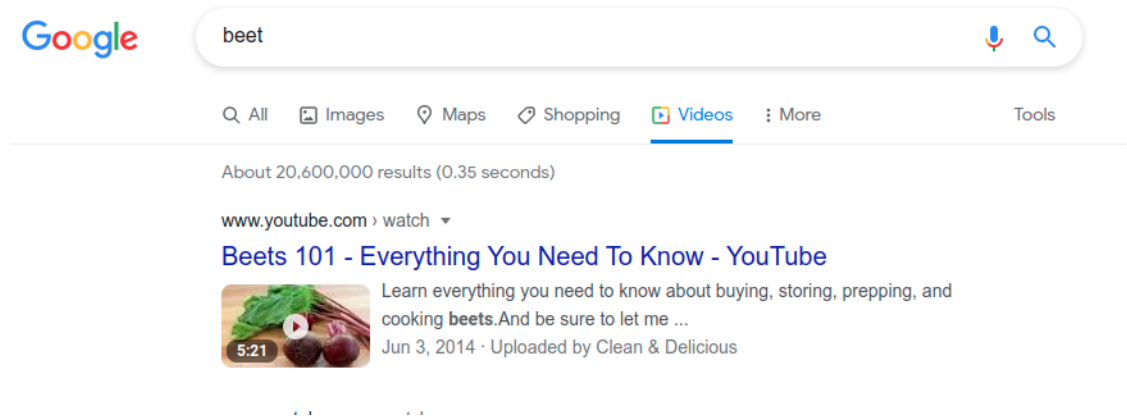 Google
beet
All Images Maps Shopping Videos More Tools
About 20,600,000 results (0.35 seconds)
www.youtube.com › watch
Beets 101 - Everything You Need To Know - YouTube
Learn everything you need to know about buying, storing, prepping, and
cooking beets.And be sure to let me ...
5:21
Jun 3, 2014 · Uploaded by Clean & Delicious